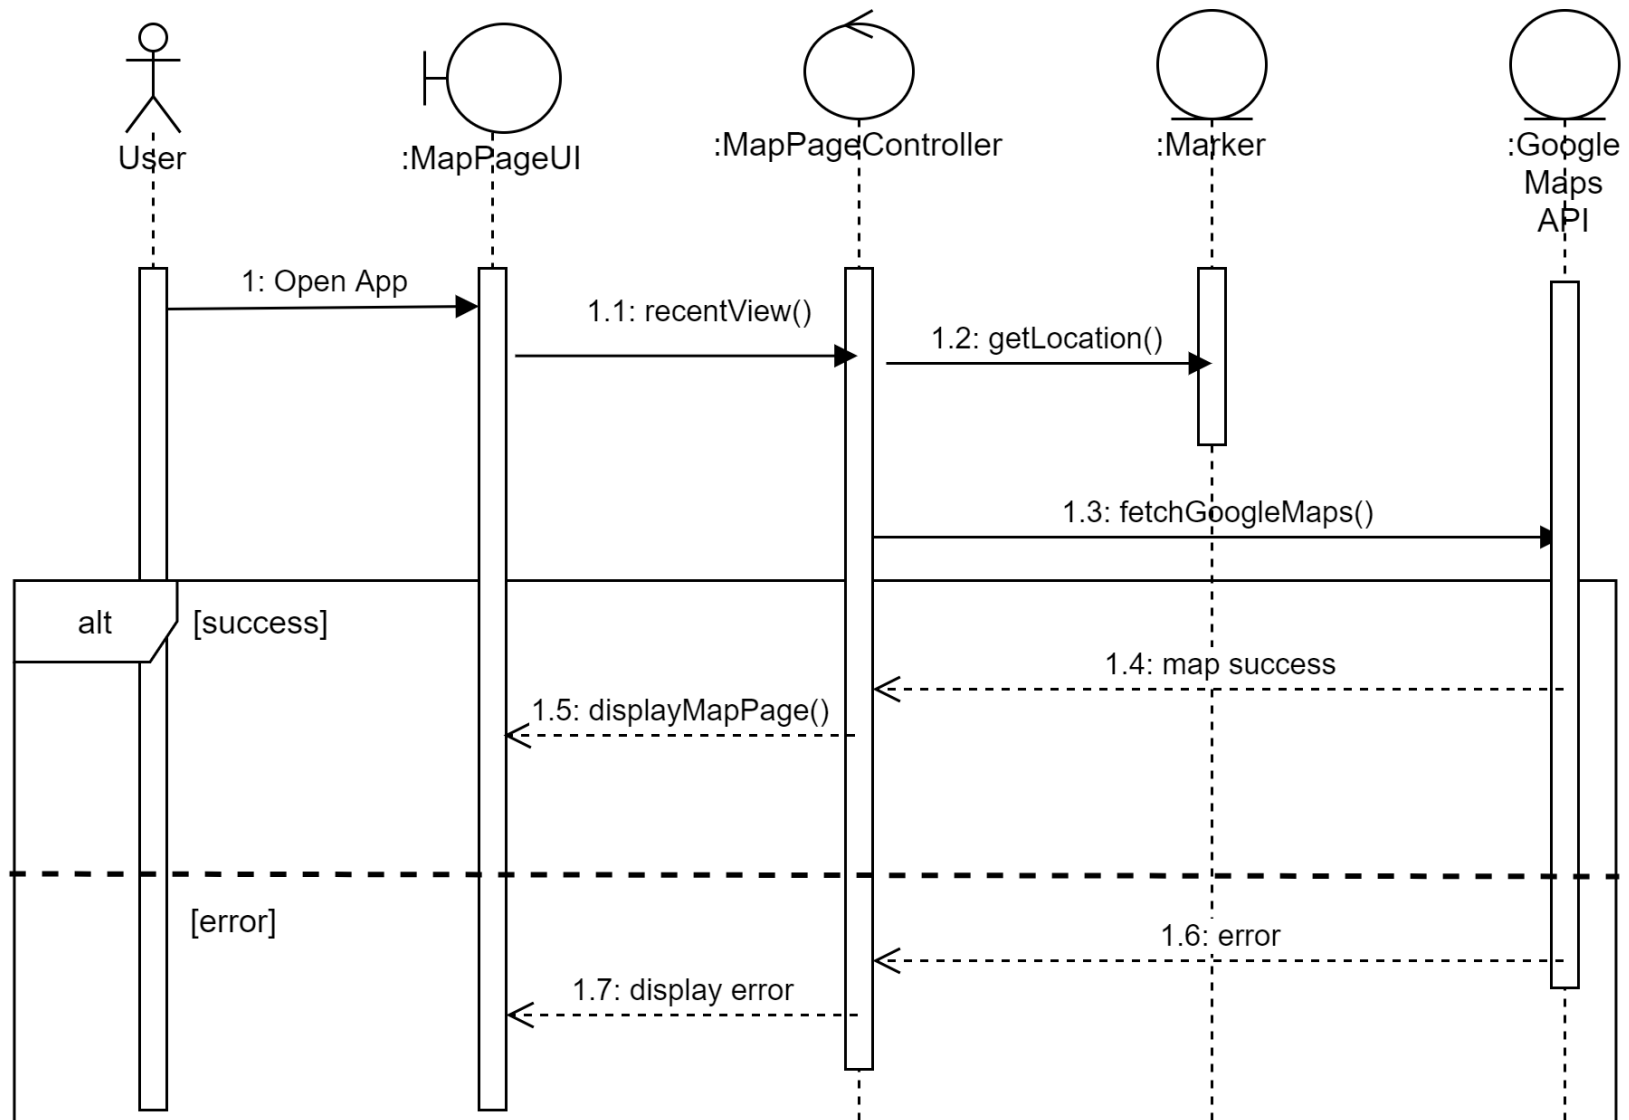 User
:MapPageUI
:MapPageController
:Marker
:Google
Maps
API
1: Open App
1.1: recentView()
1.2: getLocation()
1.3: fetchGoogleMaps()
alt
[success]
1.4: map success
1.5: displayMapPage()
[error]
1.6: error
1.7: display error